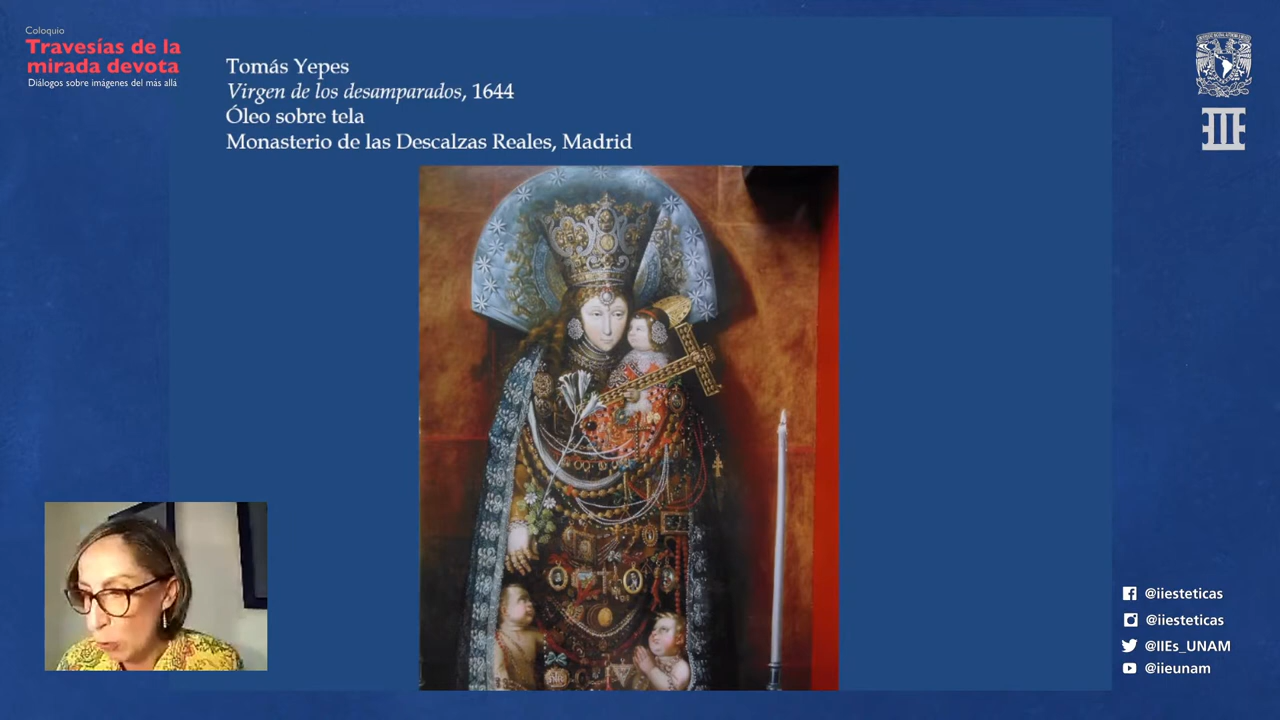 Coloquio
Travesías de la
mirada devota
Diálogos sobre imágenes del más allá
Tomás Yepes
Virgen de los desamparados, 1644
Óleo sobre tela
Monasterio de las Descalzas Reales, Madrid
@iiesteticas
@iiesteticas
@IIEs_UNAM
@iieunam